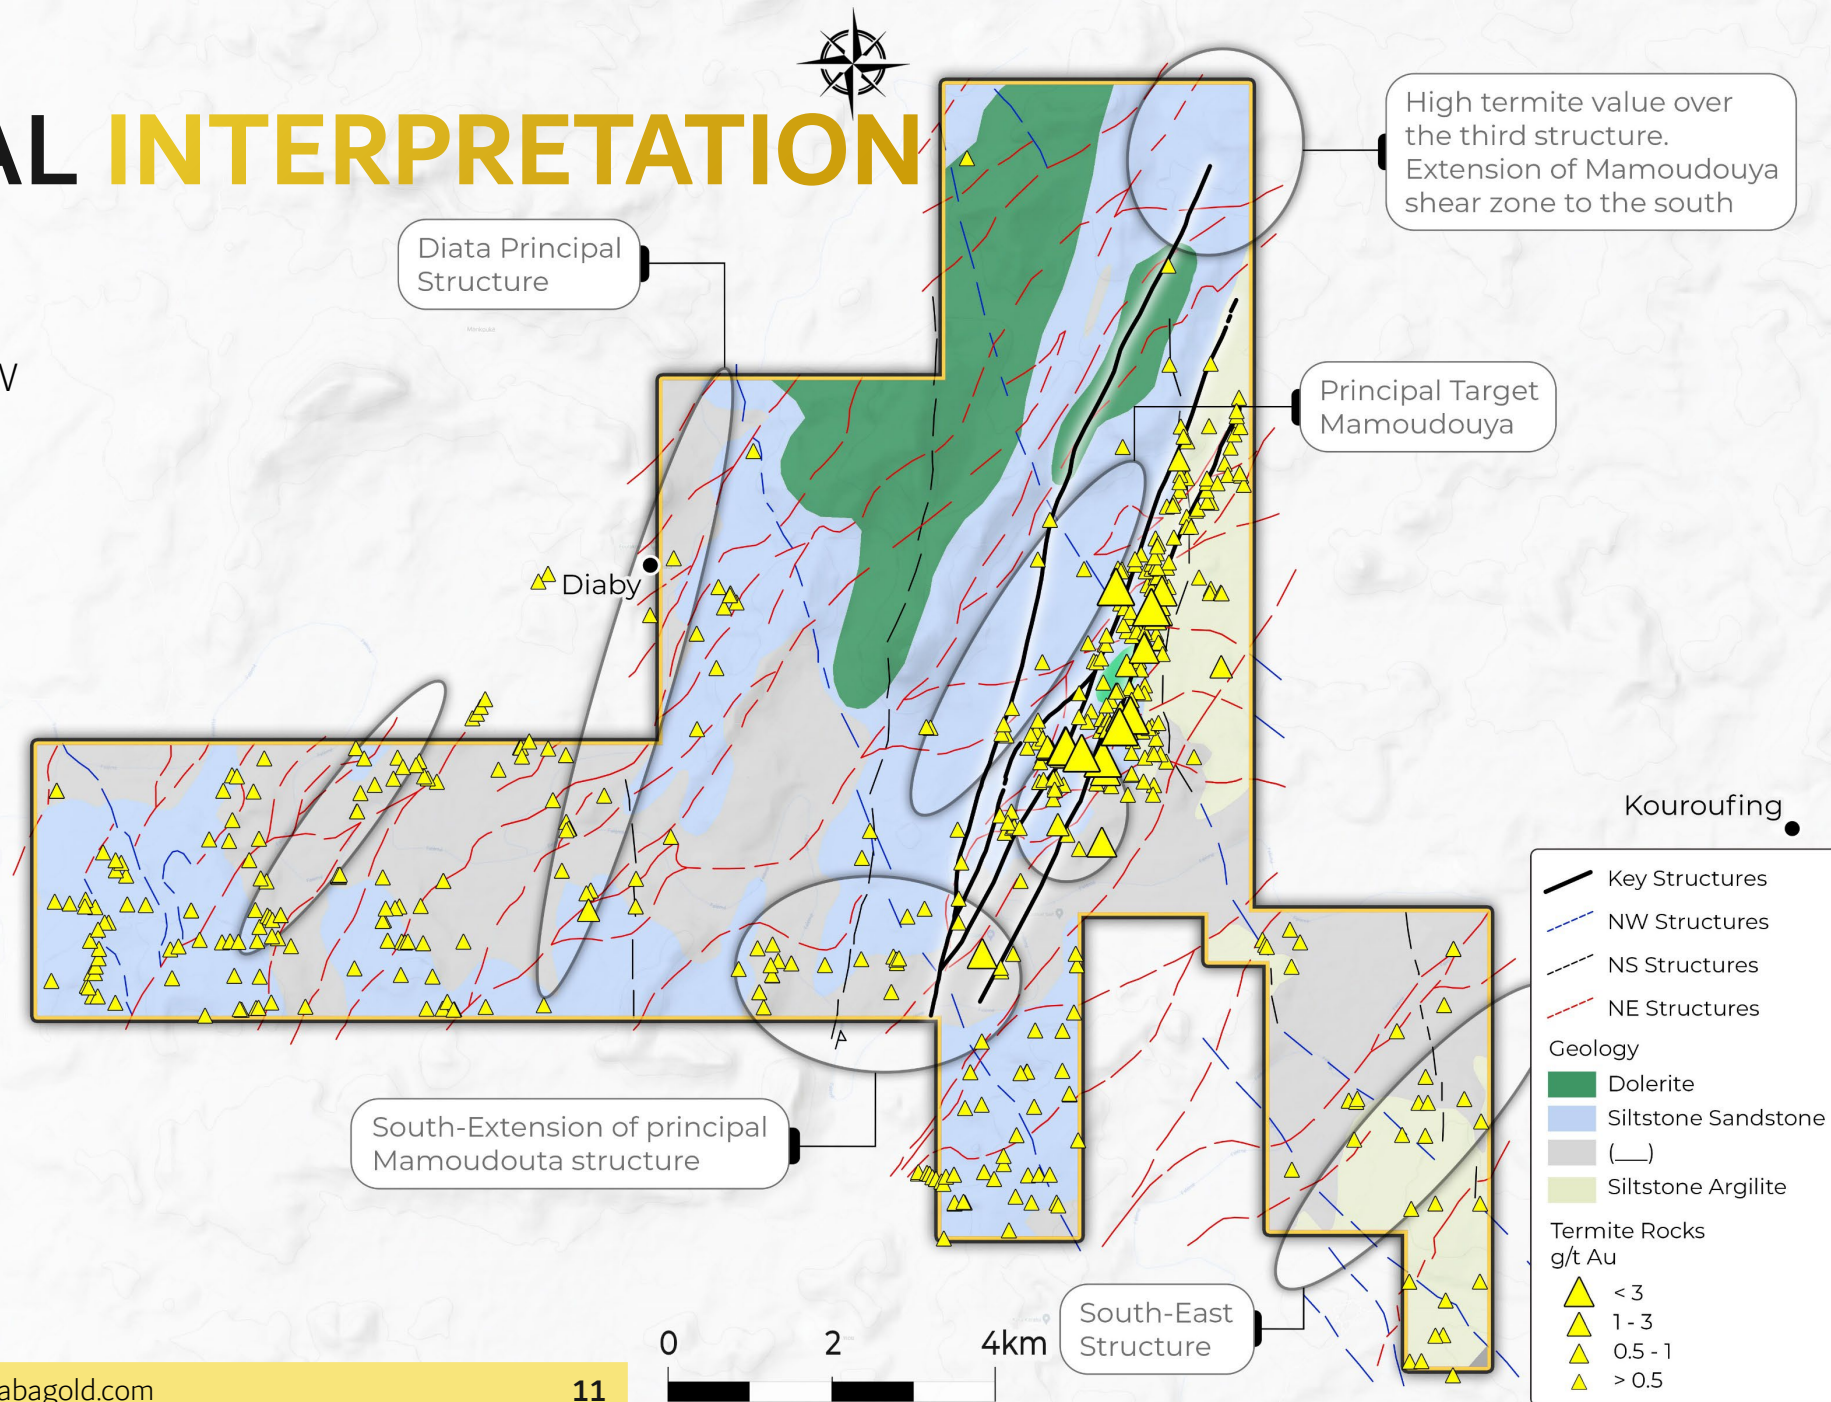 AL INTERPRETATION
High termite value over
the third structure.
Extension of Mamoudouya
shear zone to the south
Diata Principal
Structure
W
Principal Target
Mamoudouya
Diaby
Kouroufing
South-Extension of principal
Mamoudouta structure
South-East
Structure
Key Structures
NW Structures
NS Structures
NE Structures
Geology
Dolerite
Siltstone Sandstone
(__)
Siltstone Argilite
Termite Rocks
g/t Au
< 3
1 - 3
0.5 - 1
> 0.5
0 2 4km
abagold.com
11